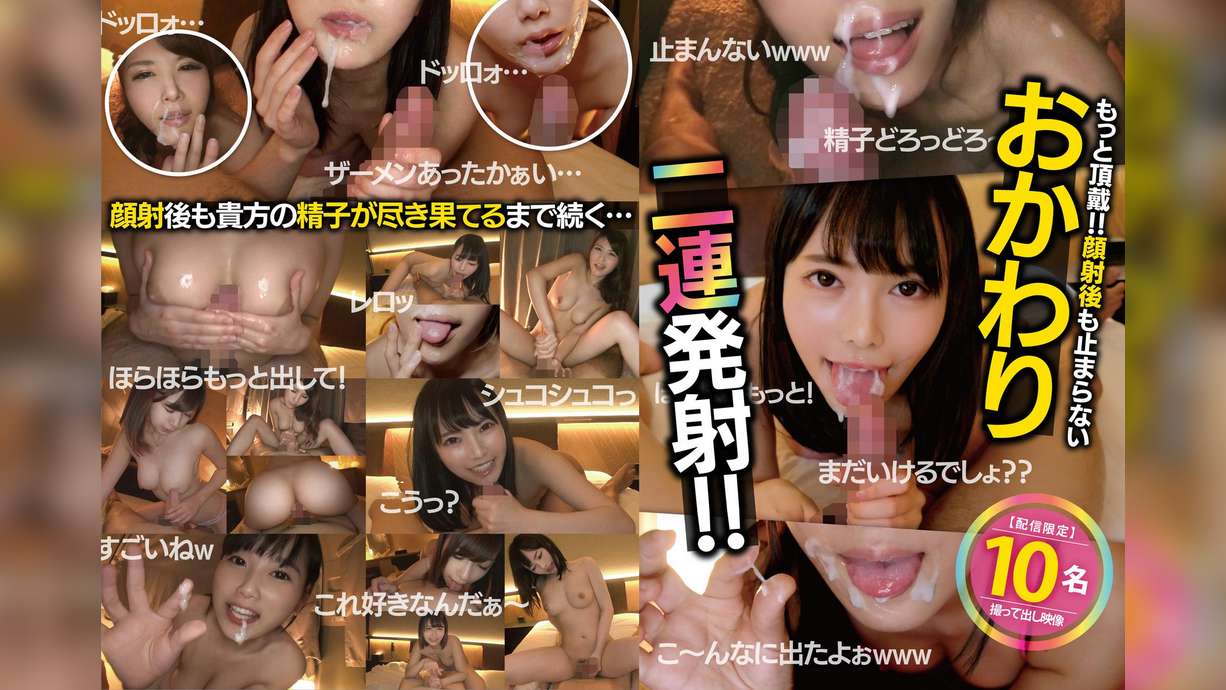 ドッロォ…
ドッロォ…
ザーメンあったかぁい…
顔射後も貴方の精子が尽き果てるまで続く…
レロッ
ほらほらもっと出して!
シュコシュコっ
こうっ?
すごいねw
これ好きなんだぁ～
止まんないwww
精子どろっどろ～
もっと頂戴!!顔射後も止まらない
おかわり
二連発射!!
もっと!
まだいけるでしょ??
【配信限定】
10名
撮って出し映像
こ～んなに出たよぉwww